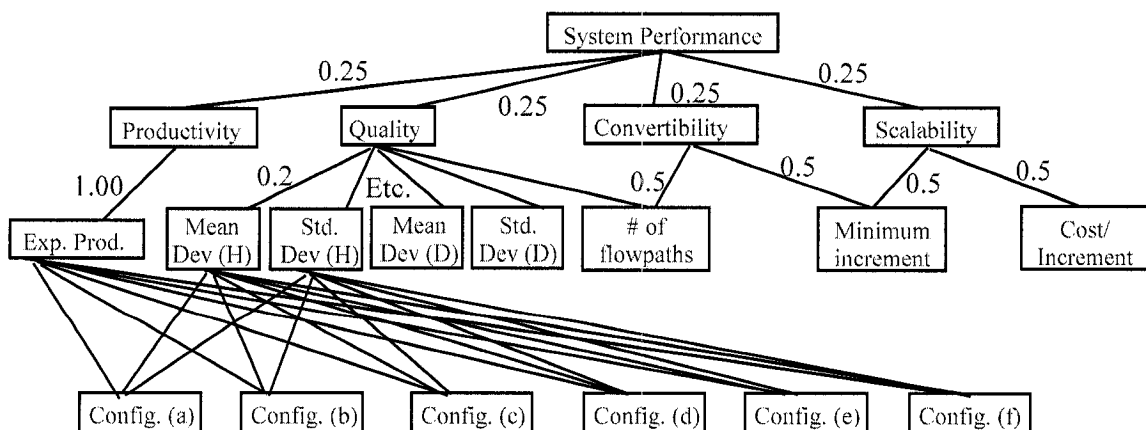 System Performance
0.25
0.25
0.25
0.25
Productivity
Quality
Convertibility
Scalability
1.00
0.2
Etc.
0.5
0.5
0.5
0.5
Exp. Prod.
Mean
Dev (H)
Std.
Dev (H)
Mean
Dev (D)
Std.
Dev (D)
# of
flowpaths
Minimum
increment
Cost/
Increment
Config. (a)
Config. (b)
Config. (c)
Config. (d)
Config. (e)
Config. (f)